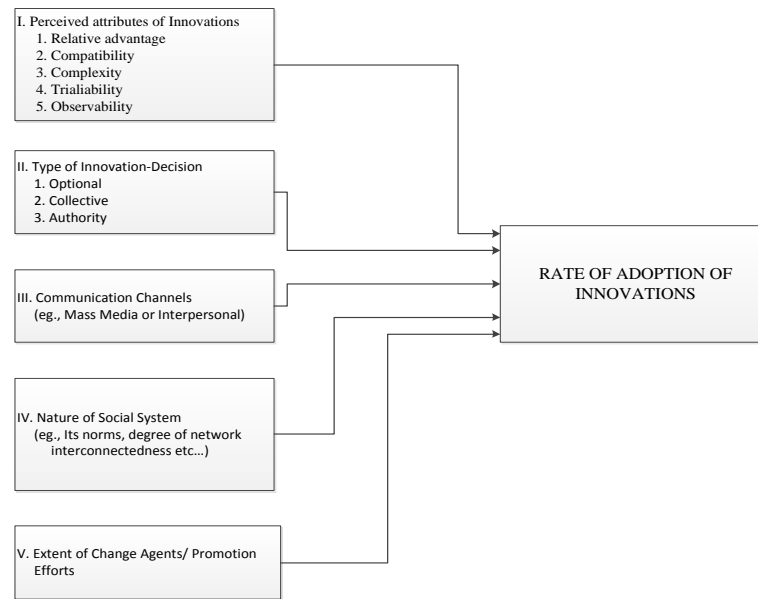 I. Perceived attributes of Innovations
1. Relative advantage
2. Compatibility
3. Complexity
4. Trialiability
5. Observability
II. Type of Innovation-Decision
1. Optional
2. Collective
3. Authority
III. Communication Channels
(eg., Mass Media or Interpersonal)
IV. Nature of Social System
(eg., Its norms, degree of network
interconnectedness etc...)
V. Extent of Change Agents/ Promotion
Efforts
RATE OF ADOPTION OF
INNOVATIONS